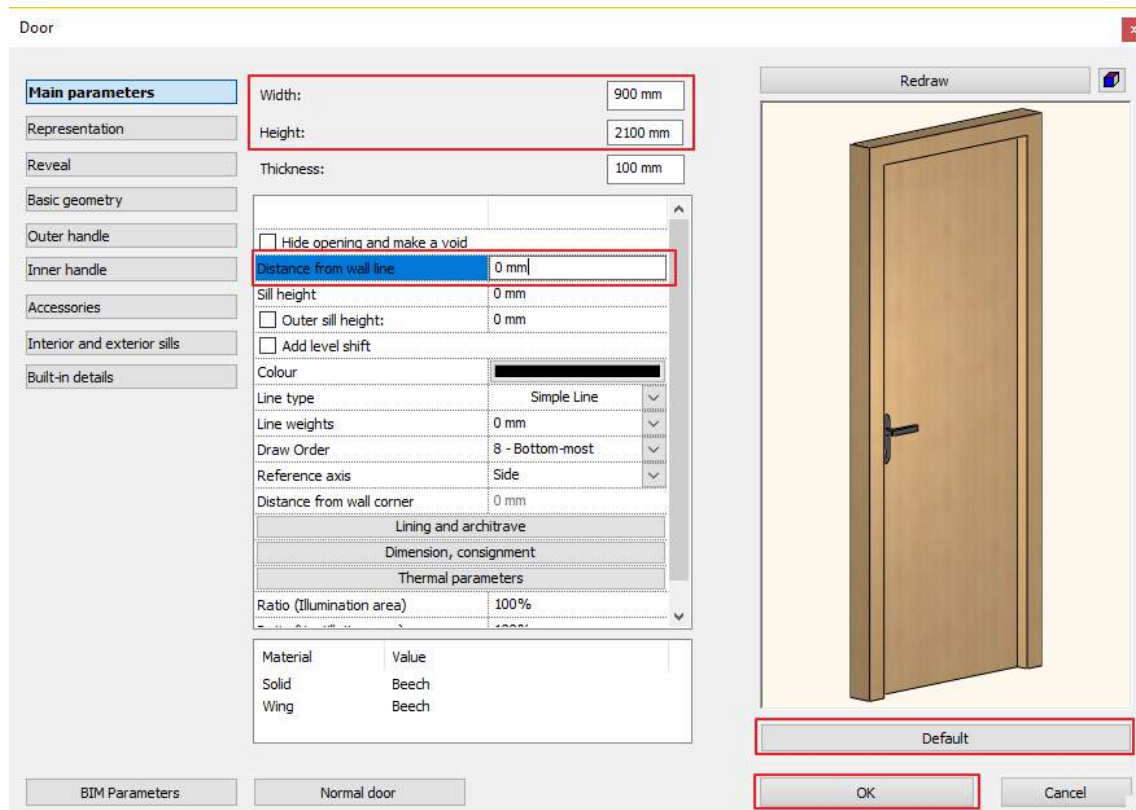 Door
Main parameters
Representation
Reveal
Basic geometry
Outer handle
Inner handle
Accessories
Interior and exterior sills
Built-in details
Width: 900 mm
Height: 2100 mm
Thickness: 100 mm
Hide opening and make a void
Distance from wall line 0 mm
Sill height 0 mm
Outer sill height: 0 mm
Add level shift
Colour
Line type Simple Line
Line weights 0 mm
Draw Order 8 - Bottom-most
Reference axis Side
Distance from wall corner 0 mm
Lining and architrave
Dimension, consignment
Thermal parameters
Ratio (Illumination area) 100%
Material Value
Solid Beech
Wing Beech
Redraw
Default
BIM Parameters
Normal door
OK
Cancel